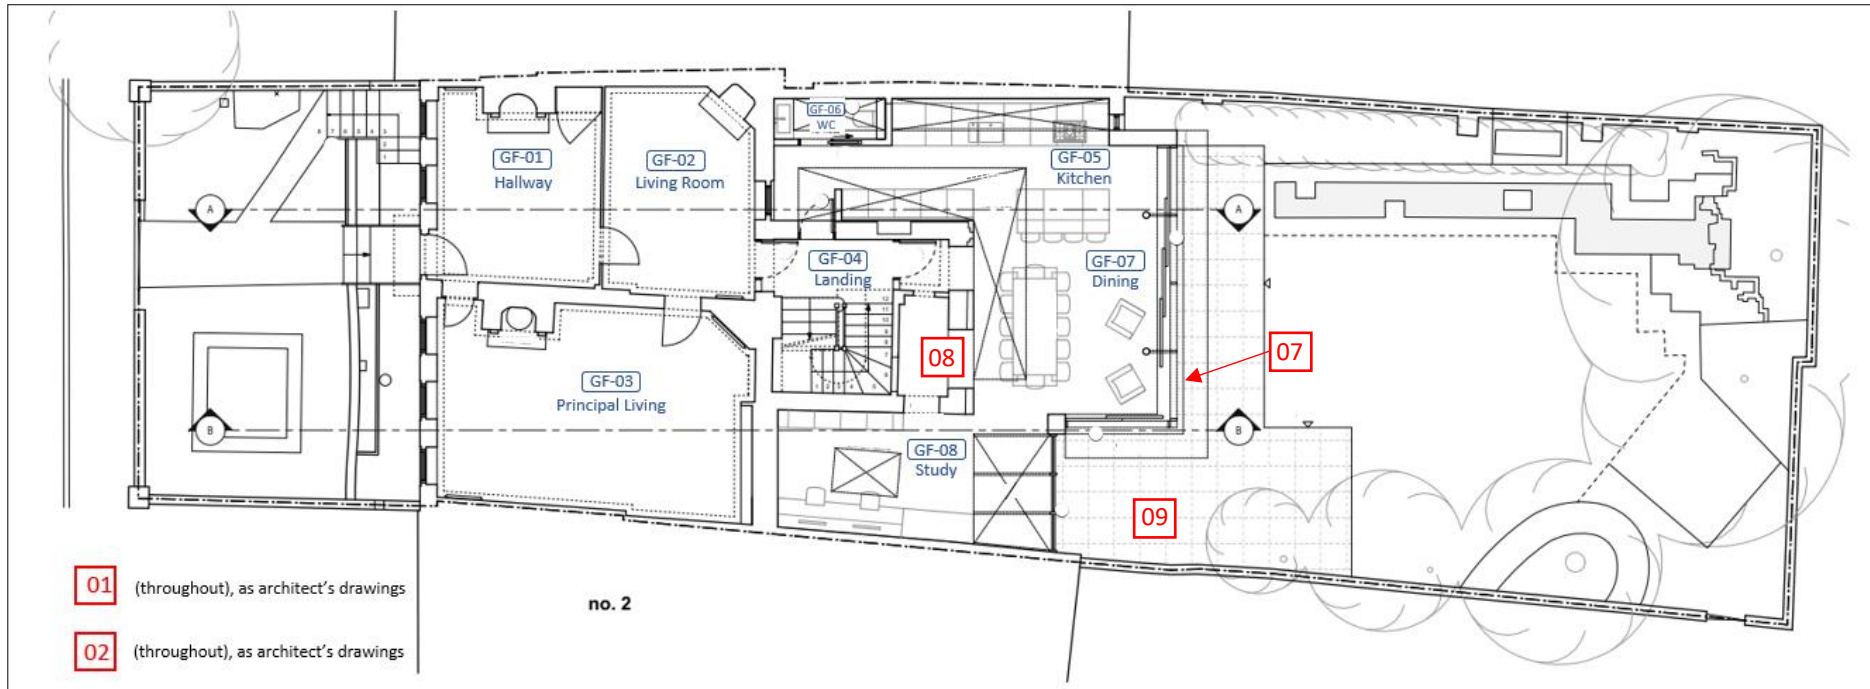 GF-06
WC
GF-01
Hallway
GF-02
Living Room
GF-05
Kitchen
A
A
GF-04
Landing
GF-07
Dining
08
07
GF-03
Principal Living
B
B
GF-08
Study
09
01 (throughout), as architect's drawings
no. 2
02 (throughout), as architect's drawings